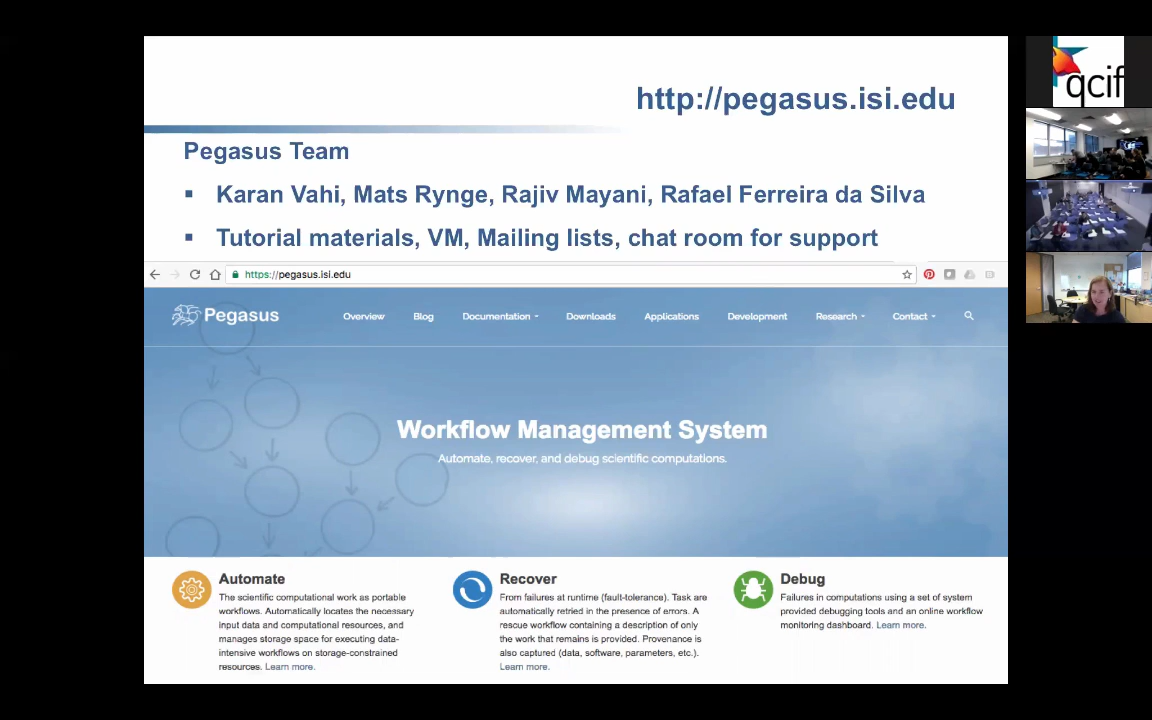 http://pegasus.isi.edu
Pegasus Team
▪ Karan Vahi, Mats Rynge, Rajiv Mayani, Rafael Ferreira da Silva
▪ Tutorial materials, VM, Mailing lists, chat room for support
https://pegasus.isi.edu
Pegasus
Overview Blog Documentation Downloads Applications Development Research Contact
Workflow Management System
Automate, recover, and debug scientific computations.
Automate
The scientific computational work as portable
workflows. Automatically locates the necessary
input data and computational resources, and
manages storage space for executing data-
intensive workflows on storage-constrained
resources. Learn more.
Recover
From failures at runtime (fault-tolerance). Task are
automatically retried in the presence of errors. A
rescue workflow containing a description of only
the work that remains is provided. Provenance is
also captured (data, software, parameters, etc.).
Learn more.
Debug
Failures in computations using a set of system
provided debugging tools and an online workflow
monitoring dashboard. Learn more.
qcif